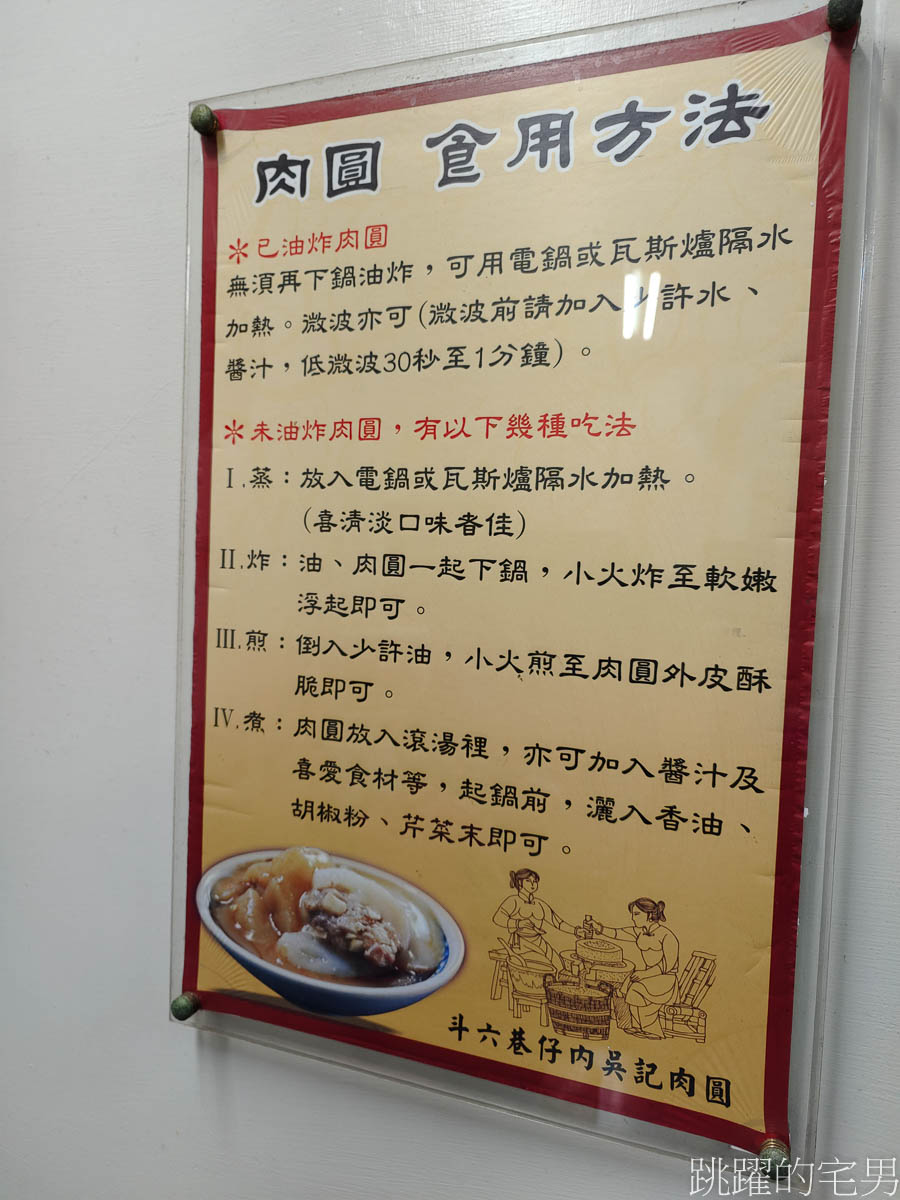 肉圓 食用方法
＊已油炸肉圓
無須再下鍋油炸，可用電鍋或瓦斯爐隔水
加熱。微波亦可(微波前請加入少許水、
醬汁，低微波30秒至1分鐘)。
＊未油炸肉圓，有以下幾種吃法
I.蒸：放入電鍋或瓦斯爐隔水加熱。
(喜清淡口味者佳)
II.炸：油、肉圓一起下鍋，小火炸至軟嫩
浮起即可。
III.煎：倒入少許油，小火煎至肉圓外皮酥
脆即可。
IV.煮：肉圓放入滾湯裡，亦可加入醬汁及
喜愛食材等，起鍋前，灑入香油、
胡椒粉、芹菜末即可。
斗六巷仔內吳記肉圓
跳躍的宅男